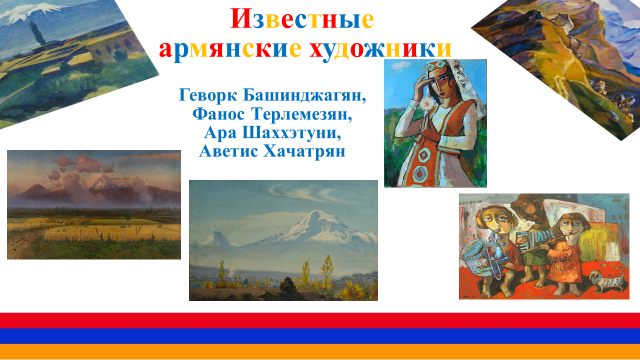 Известные
армянские художники
Геворк Башинджагян,
Фанос Терлемезян,
Ара Шаххэтуни,
Аветис Хачатрян